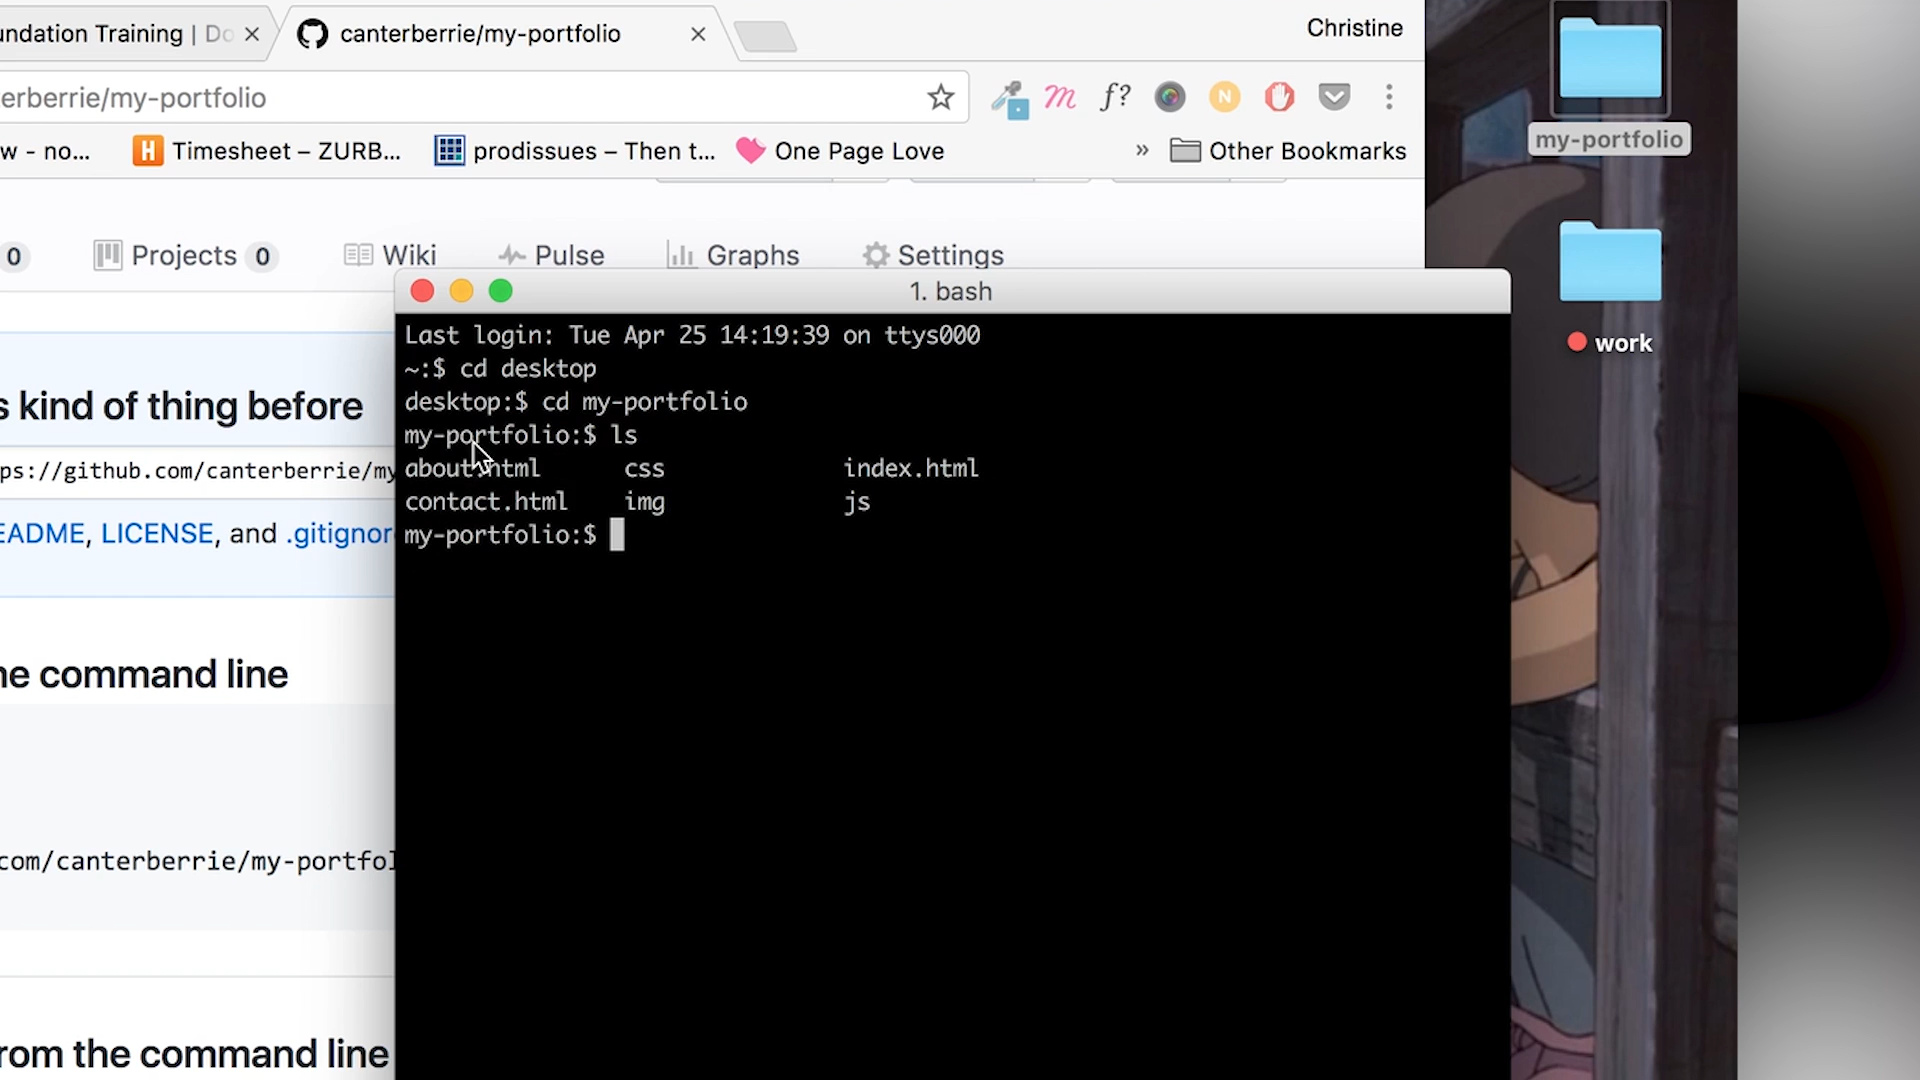 undation Training | Do
canterberrie/my-portfolio
Christine
erberrie/my-portfolio
f?
N
w - no...
H Timesheet – ZURB...
prodissues – Then t...
One Page Love
»
Other Bookmarks
0
Projects 0
Wiki
Pulse
Graphs
Settings
my-portfolio
work
s kind of thing before
ps://github.com/canterberrie/my
EADME, LICENSE, and .gitignor
he command line
com/canterberrie/my-portfol
rom the command line
1. bash
Last login: Tue Apr 25 14:19:39 on ttys000
~:$ cd desktop
desktop:$ cd my-portfolio
my-portfolio:$ ls
about.html css index.html
contact.html img js
my-portfolio:$